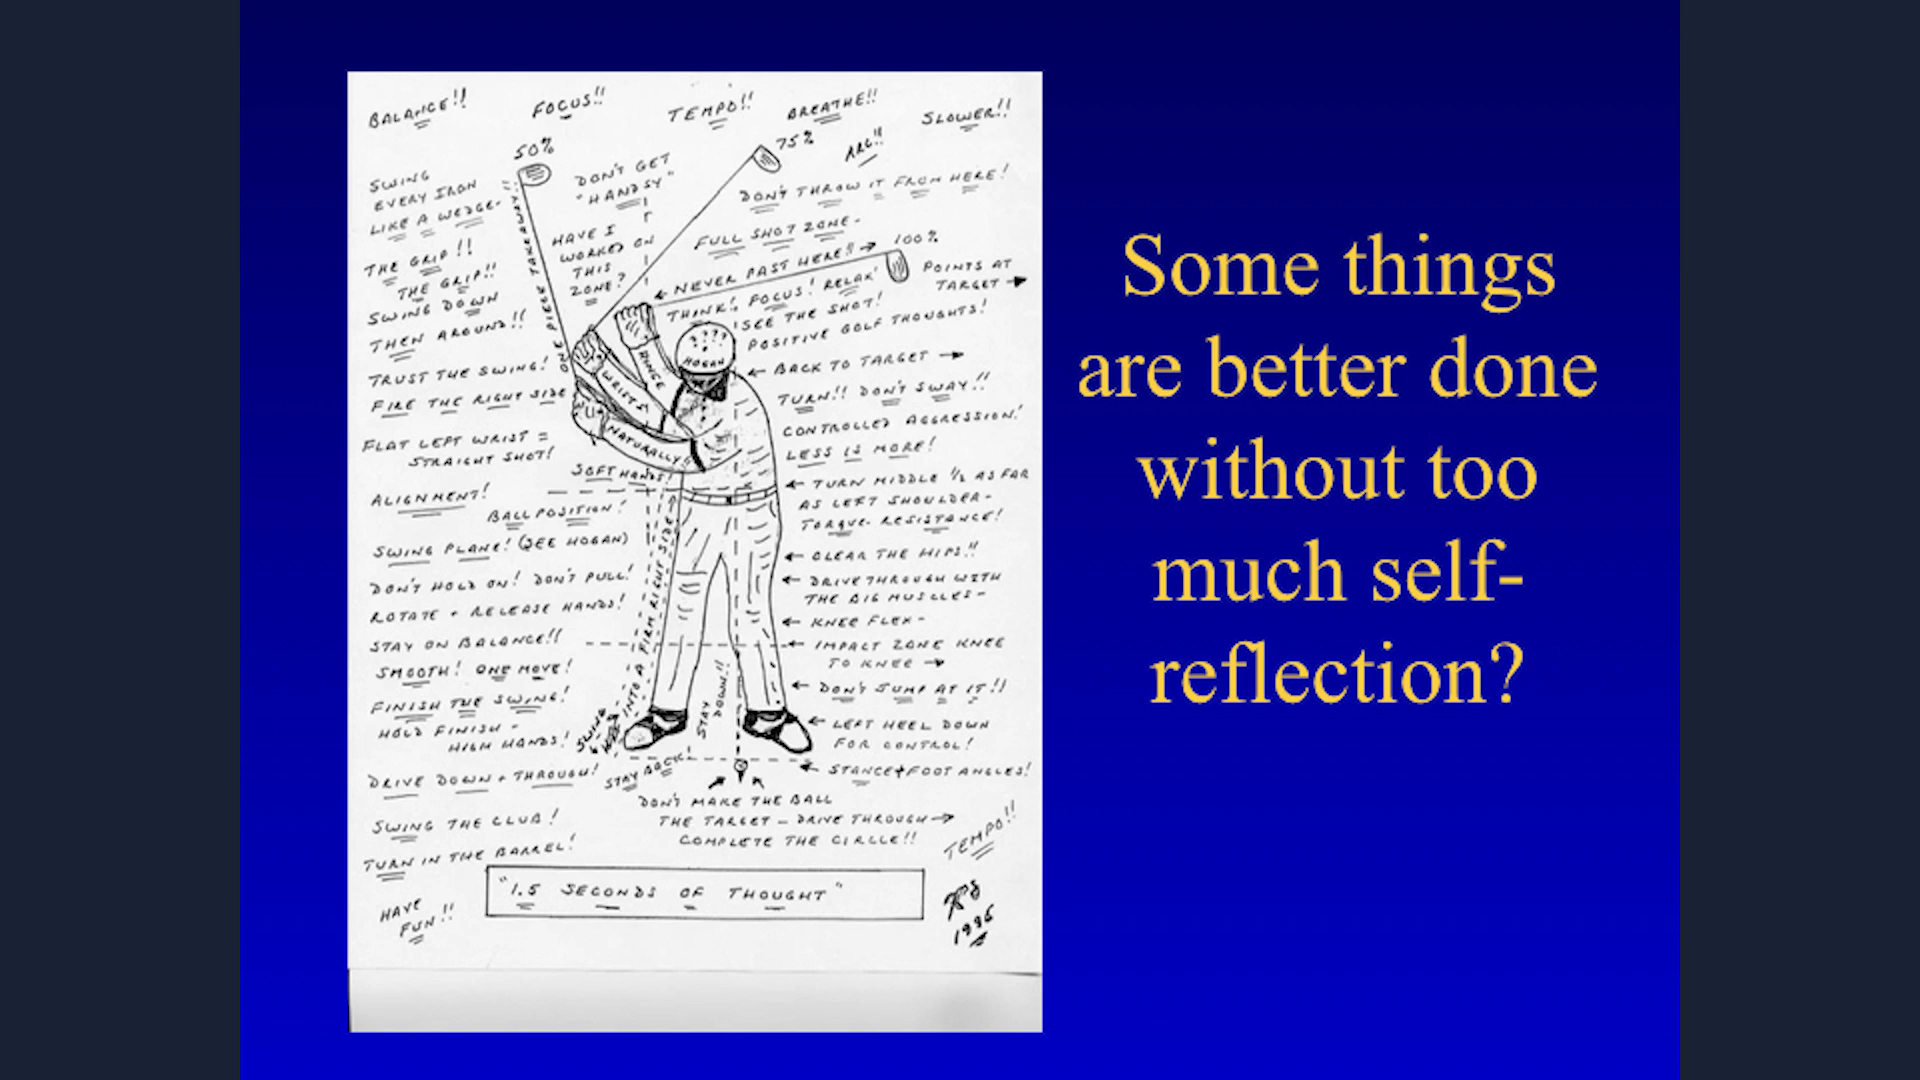 BALANCE!!
FOCUS!!
TEMPO!!
BREATHE!!
SLOWER!!
50%
75%
ARC!!
SWING
EVERY IRON
LIKE A WEDGE-
DON'T GET
"HANDSY"
DON'T THROW IT FROM HERE!
ONE PIECE TAKEAWAY!!
HAVE I
WORKED ON
THIS
ZONE?
FULL SHOT ZONE-
100%
THE GRIP!!
THE GRIP!!
NEVER PAST HERE!!
POINTS AT
TARGET
SWING DOWN
THEN AROUND!!
THINK! FOCUS! RELAX!
SEE THE SHOT!
POSITIVE GOLF THOUGHTS!
???
HOGAN
HINGE
WRISTS
NATURALLY!!
TRUST THE SWING!
FIRE THE RIGHT SIDE
BACK TO TARGET
TURN!! DON'T SWAY!!
CONTROLLED AGGRESSION!
LESS IS MORE!
FLAT LEFT WRIST =
STRAIGHT SHOT!
SOFT HANDS
ALIGNMENT!
BALL POSITION!
TURN MIDDLE 1/2 AS FAR
AS LEFT SHOULDER-
TORQUE- RESISTANCE!
SWING PLANE! (SEE HOGAN)
CLEAR THE HIPS!!
DON'T HOLD ON! DON'T PULL!
DRIVE THROUGH WITH
THE BIG MUSCLES-
ROTATE + RELEASE HANDS!
KNEE FLEX-
STAY ON BALANCE!!
IMPACT ZONE KNEE
TO KNEE
SMOOTH! ONE MOVE!
INTO A FIRM RIGHT SIDE
STAY
DOWN!!
DON'T JUMP AT IT!!
FINISH THE SWING!
HOLD FINISH -
HIGH HANDS!
SWING
LEFT HEEL DOWN
FOR CONTROL!
DRIVE DOWN + THROUGH!
STAY BACK
STANCE + FOOT ANGLES!
DON'T MAKE THE BALL
THE TARGET - DRIVE THROUGH
COMPLETE THE CIRCLE!!
SWING THE CLUB!
TURN IN THE BARREL!
TEMPO!!
"1.5 SECONDS OF THOUGHT"
HAVE
FUN!!
1996
Some things
are better done
without too
much self-
reflection?